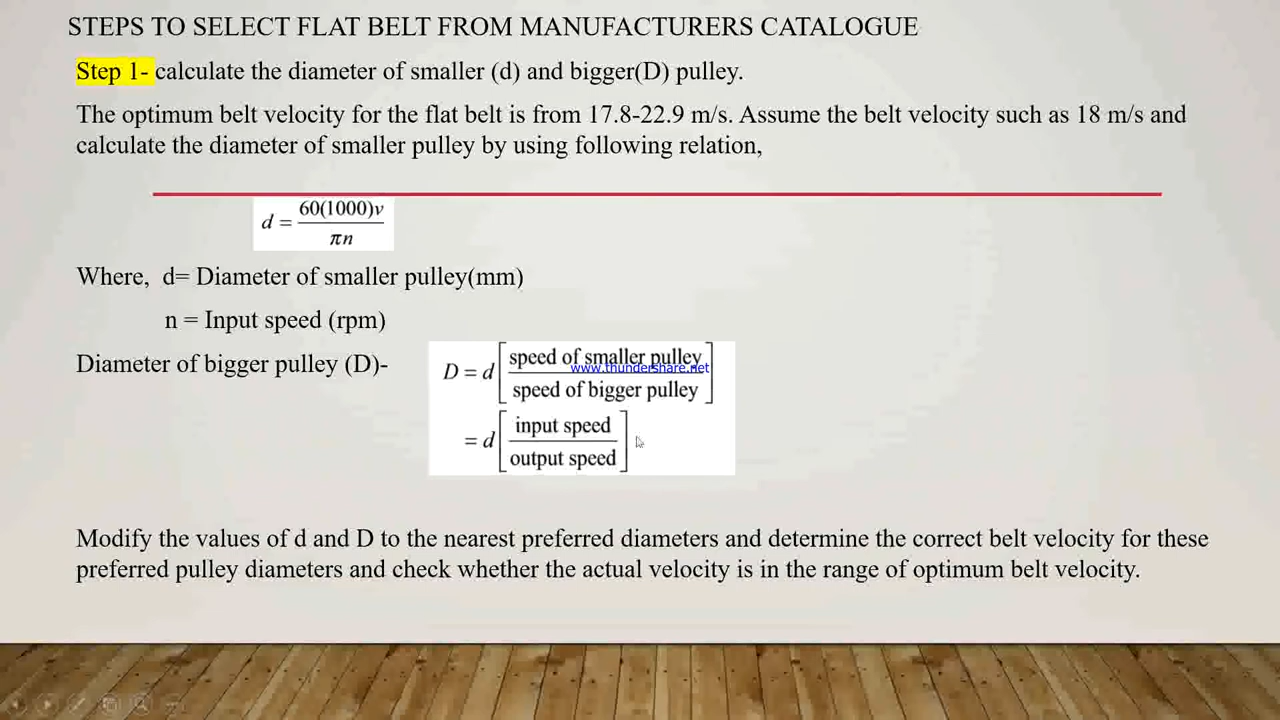 STEPS TO SELECT FLAT BELT FROM MANUFACTURERS CATALOGUE
Step 1- calculate the diameter of smaller (d) and bigger(D) pulley.
The optimum belt velocity for the flat belt is from 17.8-22.9 m/s. Assume the belt velocity such as 18 m/s and
calculate the diameter of smaller pulley by using following relation,
d = 60(1000)v / πn
Where, d= Diameter of smaller pulley(mm)
n = Input speed (rpm)
Diameter of bigger pulley (D)-
D = d [speed of smaller pulley / speed of bigger pulley]
www.thundershare.net
= d [input speed / output speed]
Modify the values of d and D to the nearest preferred diameters and determine the correct belt velocity for these
preferred pulley diameters and check whether the actual velocity is in the range of optimum belt velocity.